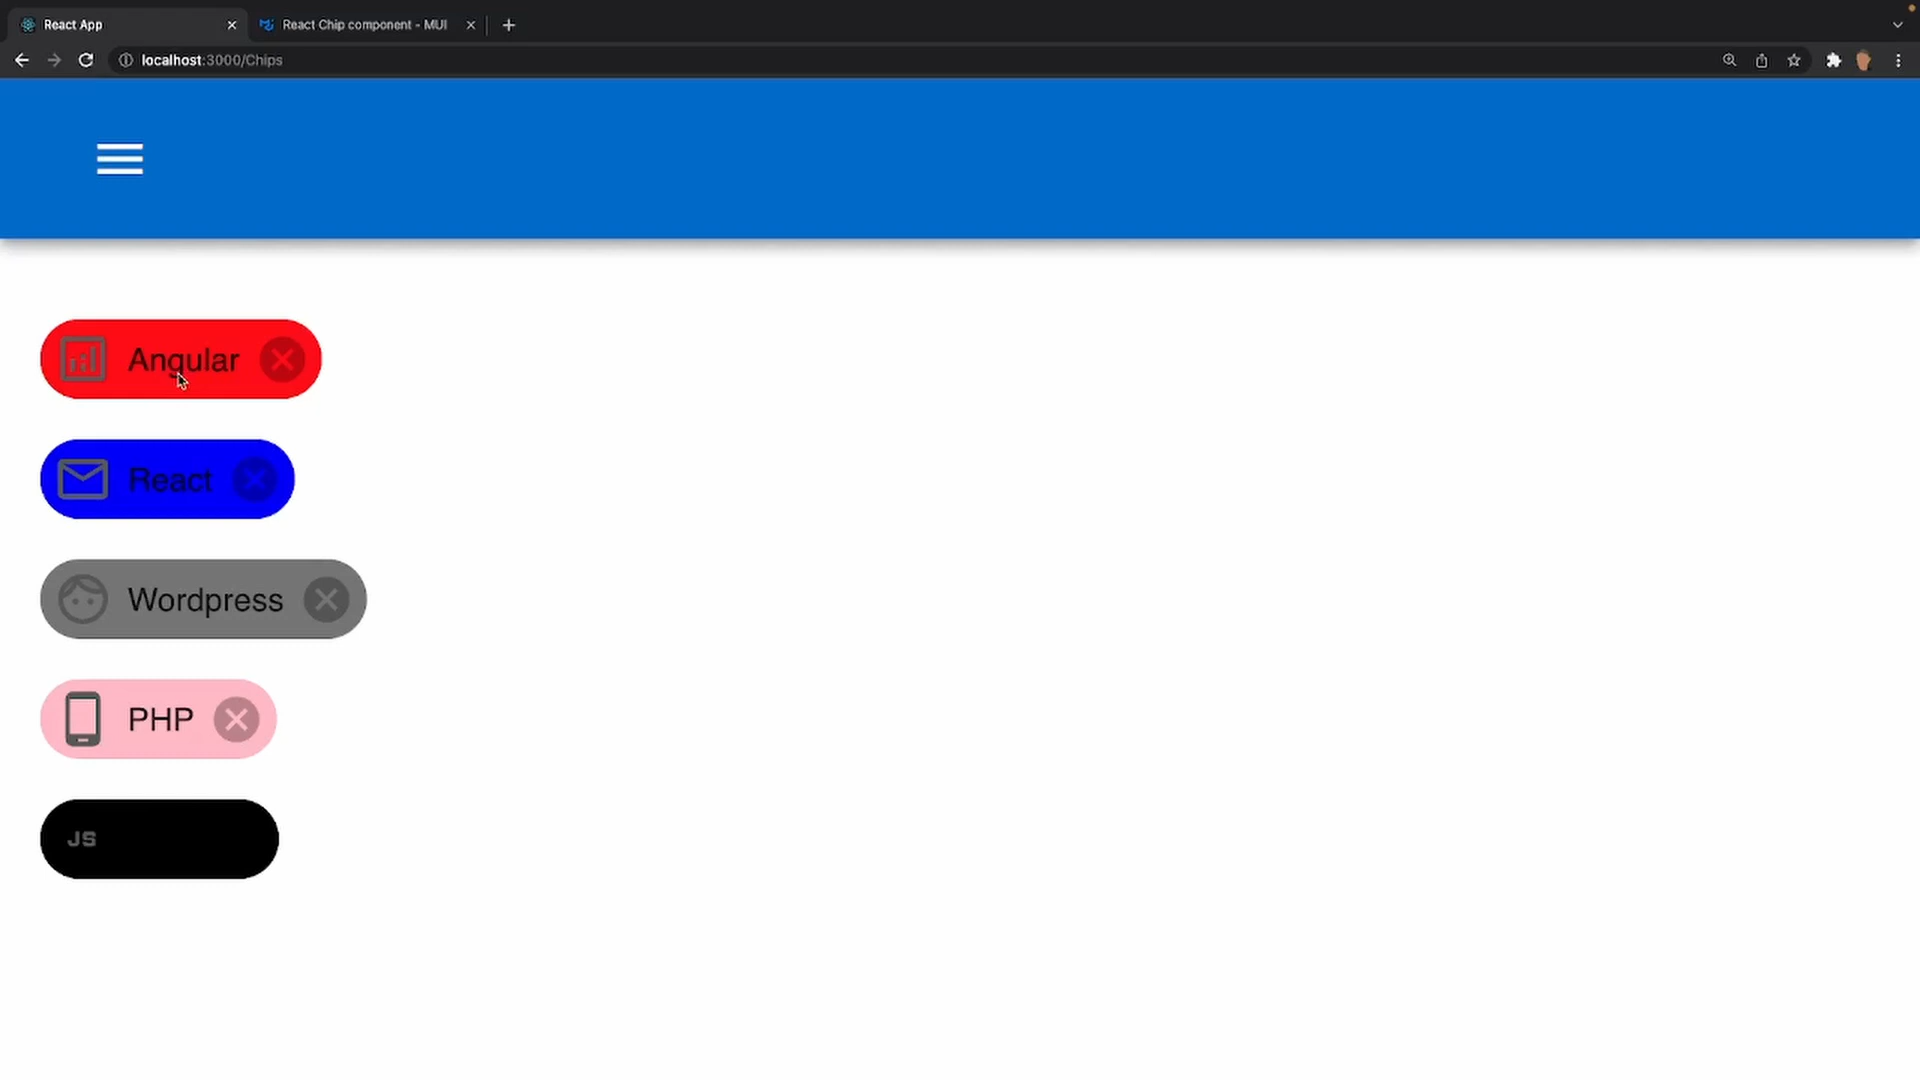 React App
React Chip component - MUI
localhost:3000/Chips
Angular
React
Wordpress
PHP
JS